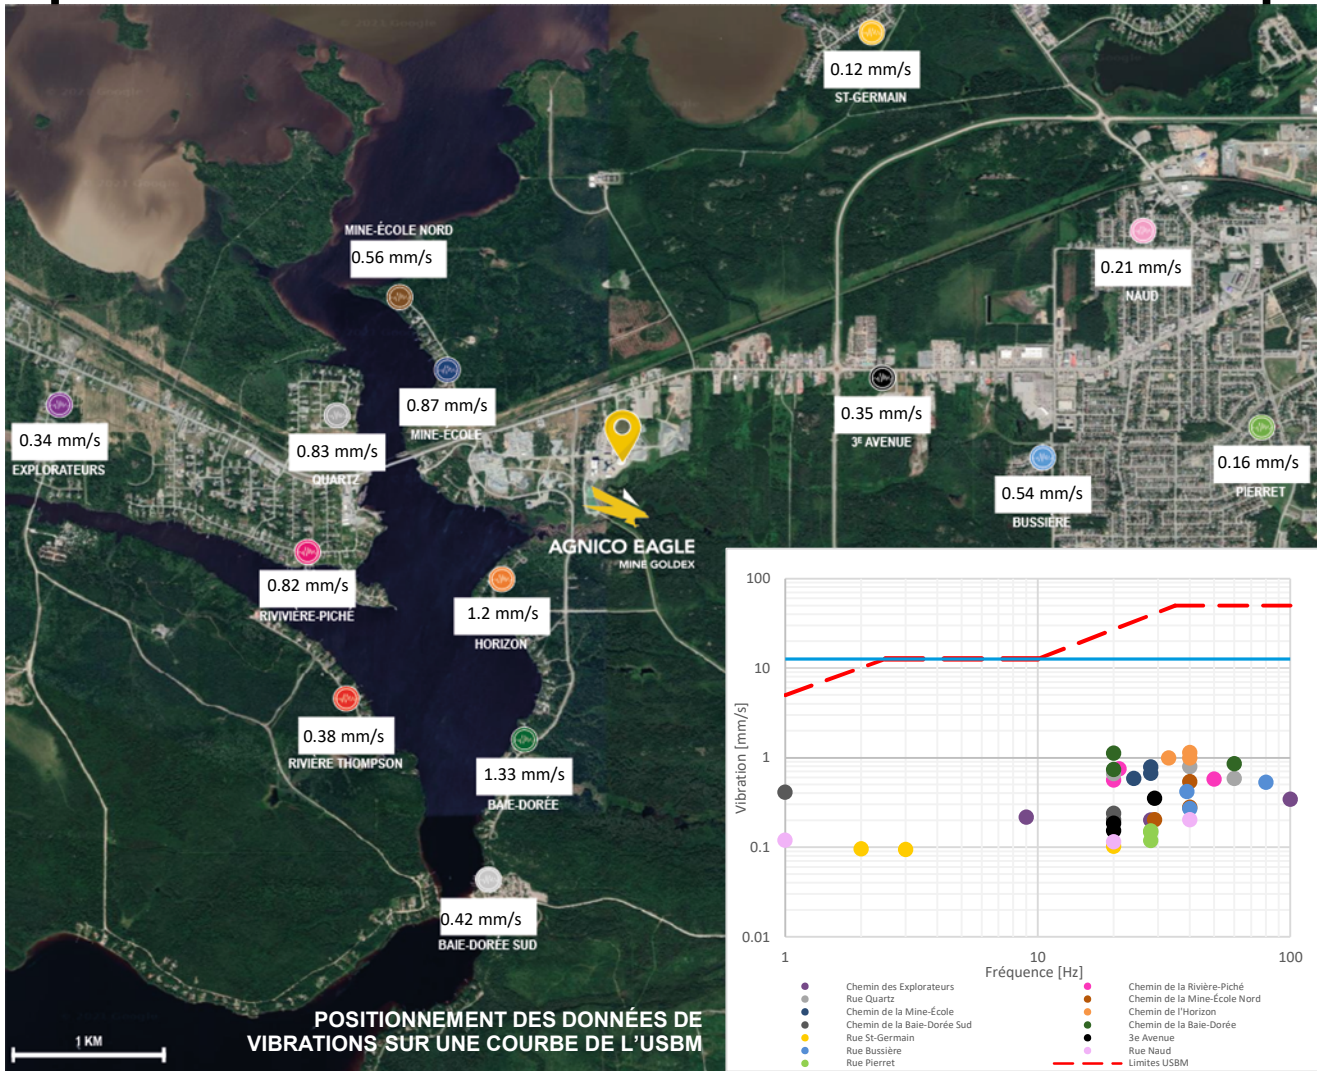 0.12 mm/s
ST-GERMAIN
MINE-ÉCOLE NORD
0.56 mm/s
0.21 mm/s
NAUD
0.87 mm/s
MINE-ÉCOLE
0.34 mm/s
EXPLORATEURS
0.83 mm/s
QUARTZ
0.35 mm/s
3E AVENUE
0.16 mm/s
PIERRET
0.54 mm/s
BUSSIÈRE
AGNICO EAGLE
MINE GOLDEX
0.82 mm/s
RIVIVIÈRE-PICHÉ
1.2 mm/s
HORIZON
0.38 mm/s
RIVIÈRE THOMPSON
1.33 mm/s
BAIE-DORÉE
0.42 mm/s
BAIE-DORÉE SUD
POSITIONNEMENT DES DONNÉES DE
VIBRATIONS SUR UNE COURBE DE L'USBM
1 KM
Vibration [mm/s]
100
10
1
0.1
0.01
1
10
100
Fréquence [Hz]
Chemin des Explorateurs
Chemin de la Rivière-Piché
Rue Quartz
Chemin de la Mine-École Nord
Chemin de la Mine-École
Chemin de l'Horizon
Chemin de la Baie-Dorée Sud
Chemin de la Baie-Dorée
Rue St-Germain
3e Avenue
Rue Bussière
Rue Naud
Rue Pierret
Limites USBM